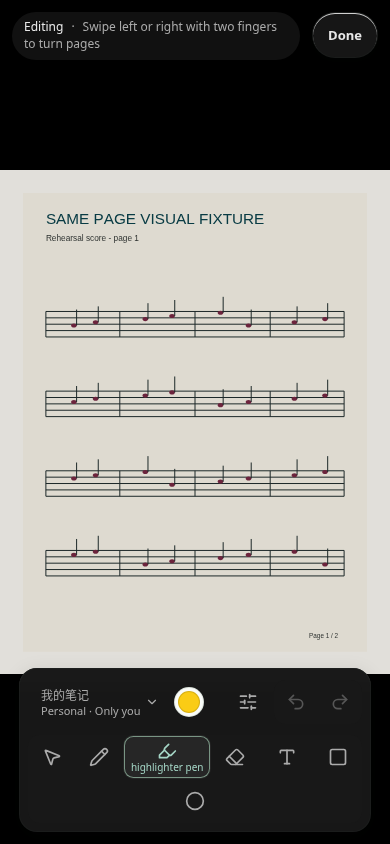 Editing · Swipe left or right with two fingers
to turn pages
Done
SAME PAGE VISUAL FIXTURE
Rehearsal score - page 1
Page 1 / 2
我的笔记
Personal · Only you
highlighter pen
T